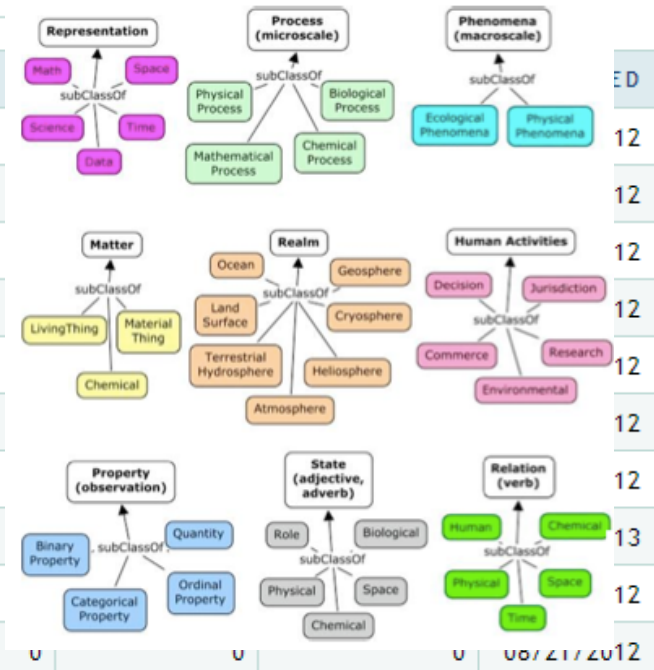 Representation
Math
Space
subClassOf
Science
Time
Data
Process
(microscale)
subClassOf
Physical
Process
Biological
Process
Mathematical
Process
Chemical
Process
Phenomena
(macroscale)
subClassOf
Ecological
Phenomena
Physical
Phenomena
Matter
subClassOf
LivingThing
Material
Thing
Chemical
Realm
Ocean
Geosphere
subClassOf
Land
Surface
Cryosphere
Terrestrial
Hydrosphere
Heliosphere
Atmosphere
Human Activities
Decision
Jurisdiction
subClassOf
Commerce
Research
Environmental
Property
(observation)
Quantity
Binary
Property
subClassOf
Categorical
Property
Ordinal
Property
State
(adjective,
adverb)
Role
Biological
subClassOf
Physical
Space
Chemical
Relation
(verb)
Human
Chemical
subClassOf
Physical
Space
Time
ED
12
12
12
12
12
12
12
13
12
0 0 0 08/21/2012